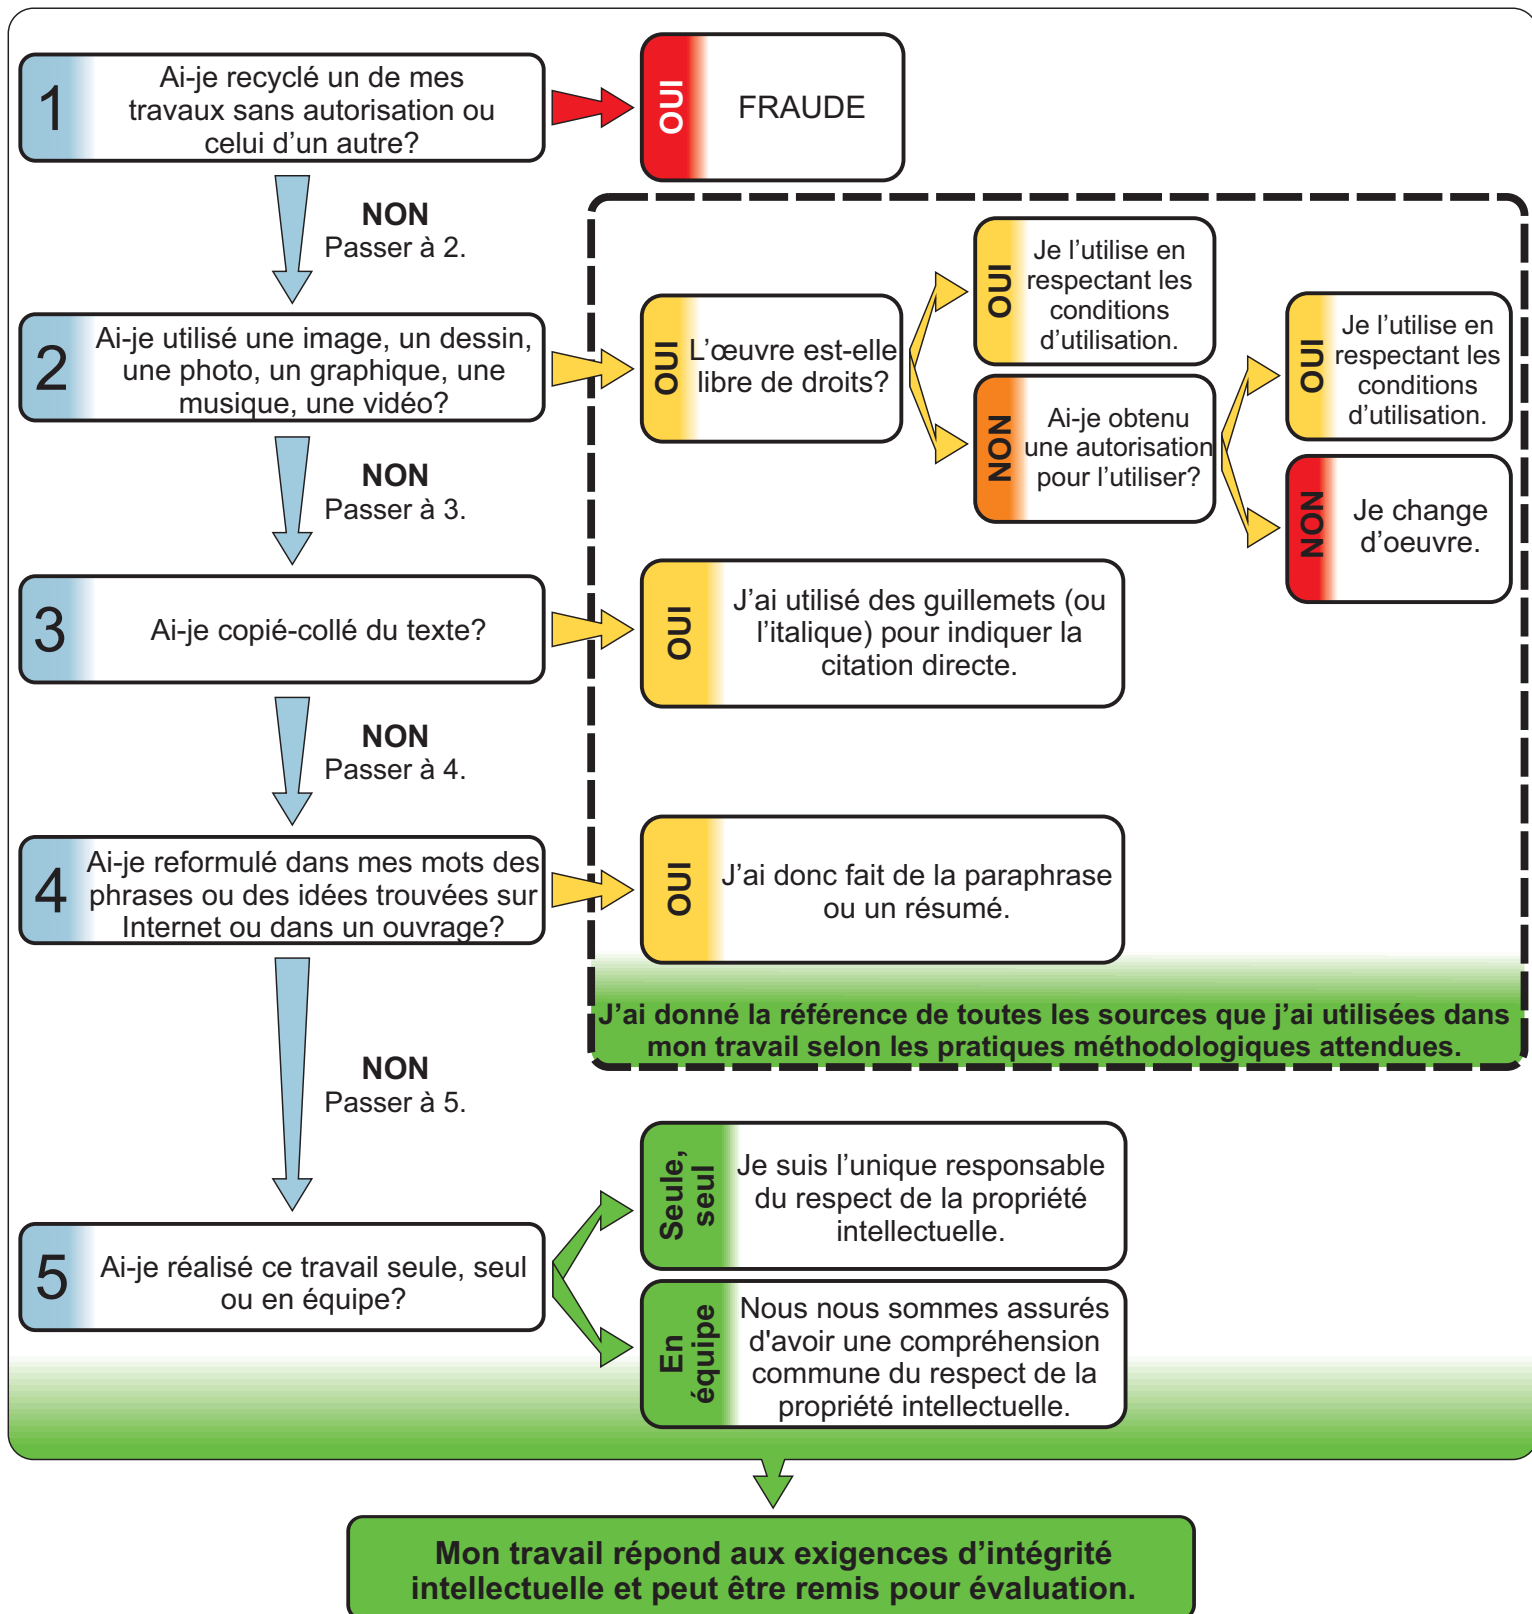 1
Ai-je recyclé un de mes
travaux sans autorisation ou
celui d’un autre?
OUI
FRAUDE
NON
Passer à 2.
2
Ai-je utilisé une image, un dessin,
une photo, un graphique, une
musique, une vidéo?
OUI
L’œuvre est-elle
libre de droits?
OUI
Je l’utilise en
respectant les
conditions
d’utilisation.
NON
Ai-je obtenu
une autorisation
pour l’utiliser?
OUI
Je l’utilise en
respectant les
conditions
d’utilisation.
NON
Je change
d’oeuvre.
NON
Passer à 3.
3
Ai-je copié-collé du texte?
OUI
J’ai utilisé des guillemets (ou
l’italique) pour indiquer la
citation directe.
NON
Passer à 4.
4
Ai-je reformulé dans mes mots des
phrases ou des idées trouvées sur
Internet ou dans un ouvrage?
OUI
J’ai donc fait de la paraphrase
ou un résumé.
J’ai donné la référence de toutes les sources que j’ai utilisées dans
mon travail selon les pratiques méthodologiques attendues.
NON
Passer à 5.
5
Ai-je réalisé ce travail seule, seul
ou en équipe?
Seule,
seul
Je suis l’unique responsable
du respect de la propriété
intellectuelle.
En
équipe
Nous nous sommes assurés
d'avoir une compréhension
commune du respect de la
propriété intellectuelle.
Mon travail répond aux exigences d’intégrité
intellectuelle et peut être remis pour évaluation.